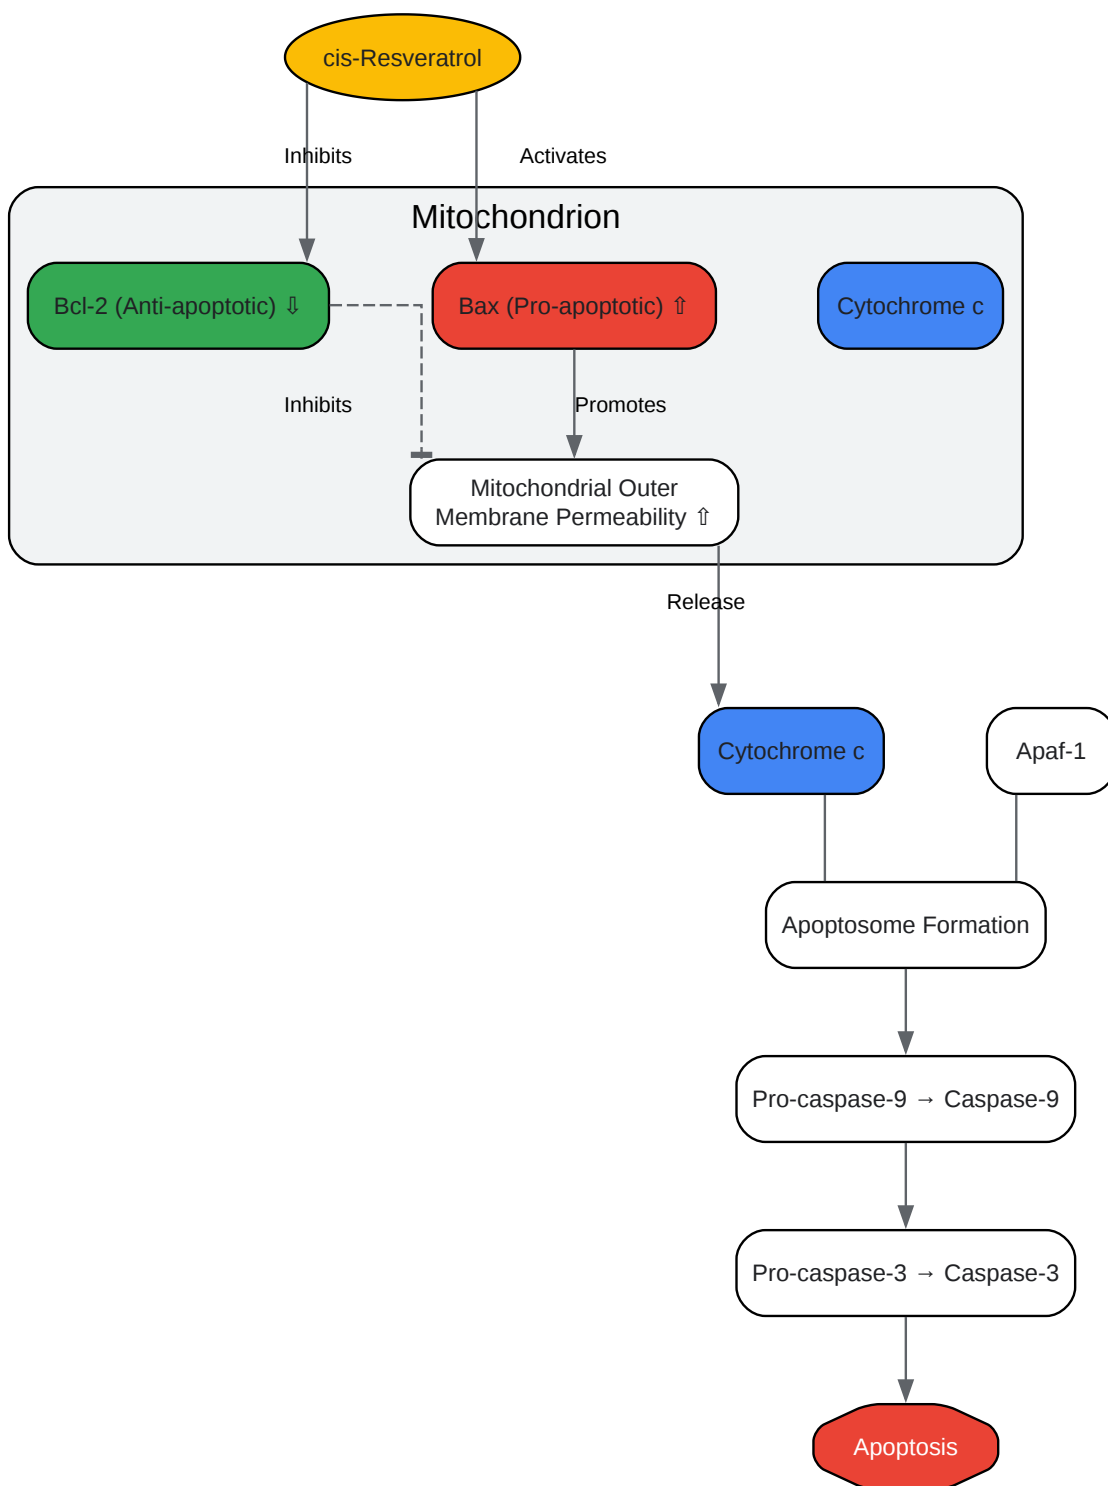 cis-Resveratrol
Inhibits
Activates
Mitochondrion
Bcl-2 (Anti-apoptotic) ⇩
Bax (Pro-apoptotic) ⇧
Cytochrome c
Inhibits
Promotes
Mitochondrial Outer
Membrane Permeability ⇧
Release
Cytochrome c
Apaf-1
Apoptosome Formation
Pro-caspase-9 → Caspase-9
Pro-caspase-3 → Caspase-3
Apoptosis